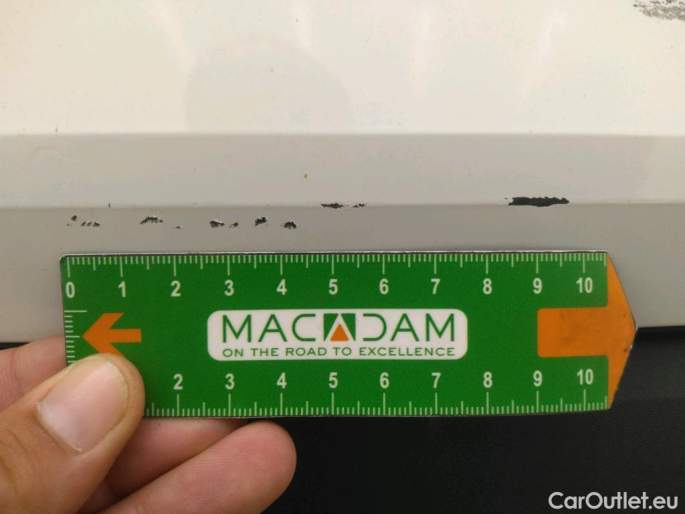 0 1 2 3 4 5 6 7 8 9 10
MACADAM
ON THE ROAD TO EXCELLENCE
2 3 4 5 6 7 8 9 10
CarOutlet.eu